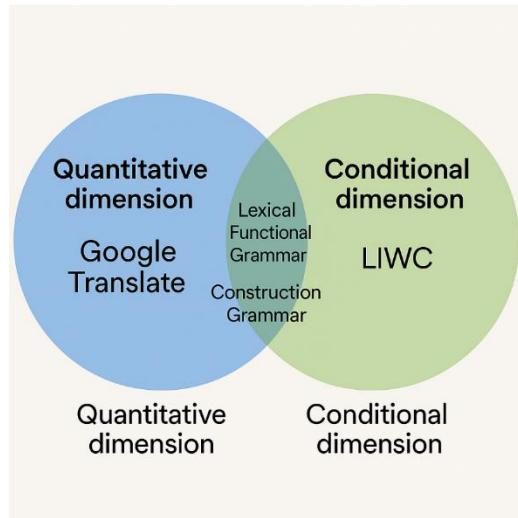 Quantitative
dimension
Google
Translate
Lexical
Functional
Grammar
Construction
Grammar
Conditional
dimension
LIWC
Quantitative
dimension
Conditional
dimension